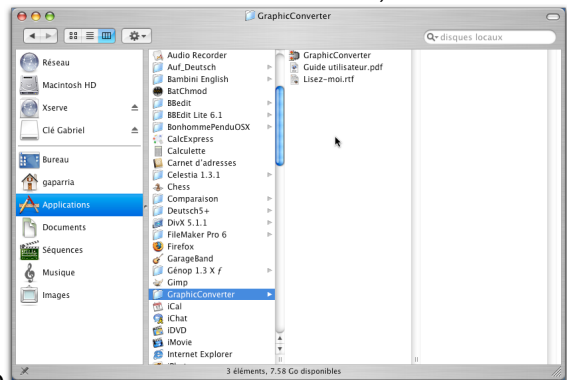 GraphicConverter
disques locaux
Réseau
Macintosh HD
Xserve
Clé Gabriel
Bureau
gaparria
Applications
Documents
Séquences
Musique
Images
Audio Recorder
Auf_Deutsch
Bambini English
BatChmod
BBedit
BBEdit Lite 6.1
BonhommePenduOSX
CalcExpress
Calculette
Carnet d'adresses
Celestia 1.3.1
Chess
Comparaison
Deutsch5+
DivX 5.1.1
FileMaker Pro 6
Firefox
GarageBand
Génop 1.3 X ƒ
Gimp
GraphicConverter
iCal
iChat
iDVD
iMovie
Internet Explorer
GraphicConverter
Guide utilisateur.pdf
Lisez-moi.rtf
3 éléments, 7.58 Go disponibles